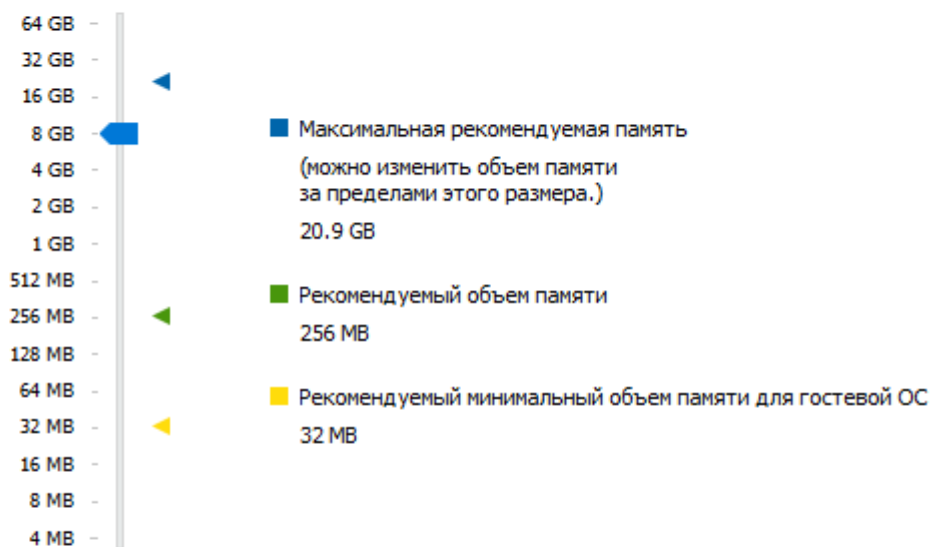 64 GB
32 GB
16 GB
8 GB
4 GB
2 GB
1 GB
512 MB
256 MB
128 MB
64 MB
32 MB
16 MB
8 MB
4 MB
Максимальная рекомендуемая память
(можно изменить объем памяти
за пределами этого размера.)
20.9 GB
Рекомендуемый объем памяти
256 MB
Рекомендуемый минимальный объем памяти для гостевой ОС
32 MB